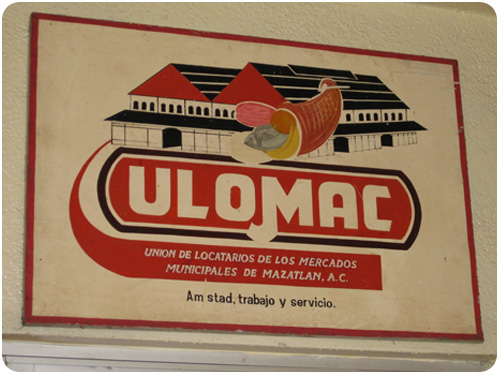 ULOMAC
UNION DE LOCATARIOS DE LOS MERCADOS
MUNICIPALES DE MAZATLAN, A.C.
Am stad, trabajo y servicio.